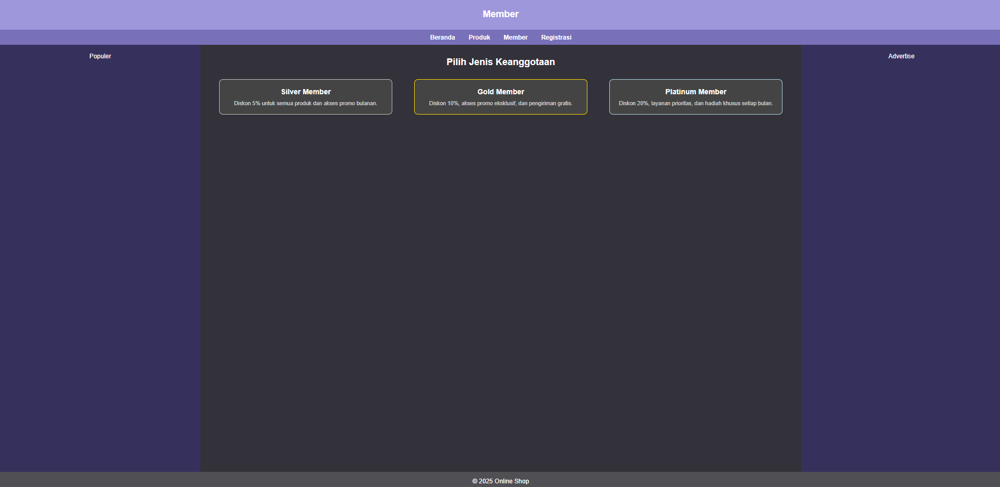 Member
Beranda Produk Member Registrasi
Populer
Pilih Jenis Keanggotaan
Silver Member
Diskon 5% untuk semua produk dan akses promo bulanan.
Gold Member
Diskon 10%, akses promo eksklusif, dan pengiriman gratis.
Platinum Member
Diskon 20%, layanan prioritas, dan hadiah khusus setiap bulan.
Advertise
© 2025 Online Shop